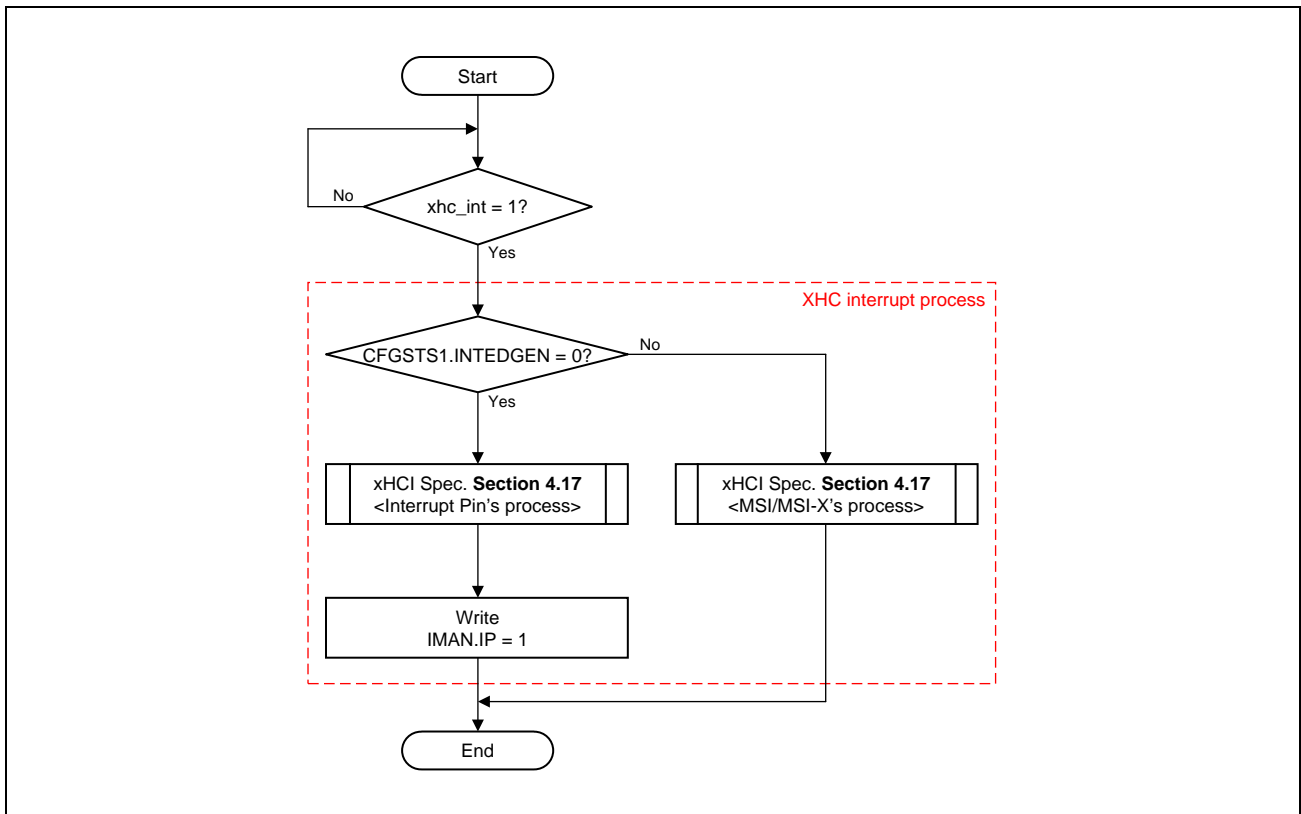 Start
No
xhc_int = 1?
Yes
XHC interrupt process
CFGSTS1.INTEDGEN = 0?
No
Yes
xHCI Spec. Section 4.17
<Interrupt Pin's process>
xHCI Spec. Section 4.17
<MSI/MSI-X's process>
Write
IMAN.IP = 1
End